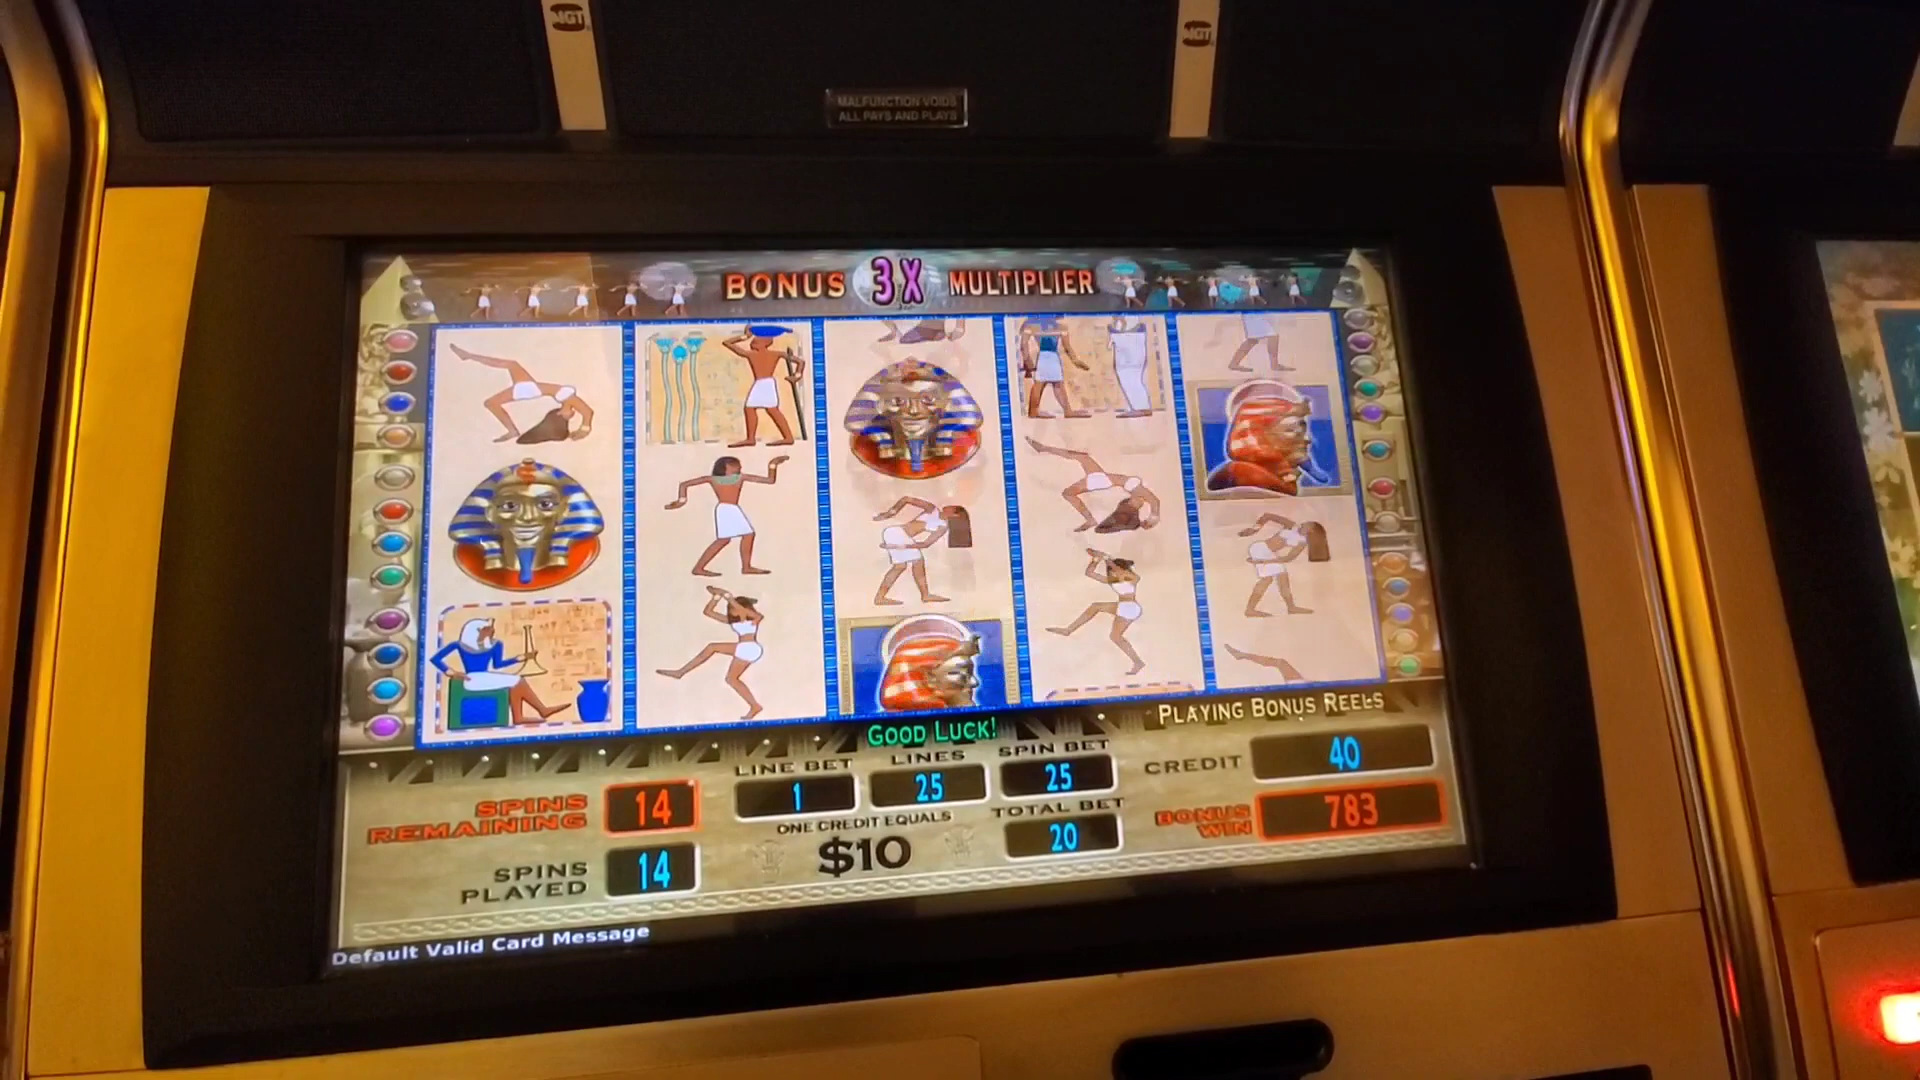 MGT
MGT
MALFUNCTION VOIDS
ALL PAYS AND PLAYS
BONUS 3X MULTIPLIER
GOOD LUCK!
PLAYING BONUS REELS
SPINS REMAINING 14
SPINS PLAYED 14
LINE BET 1
LINES 25
SPIN BET 25
ONE CREDIT EQUALS
$10
TOTAL BET 20
CREDIT 40
BONUS WIN 783
Default Valid Card Message